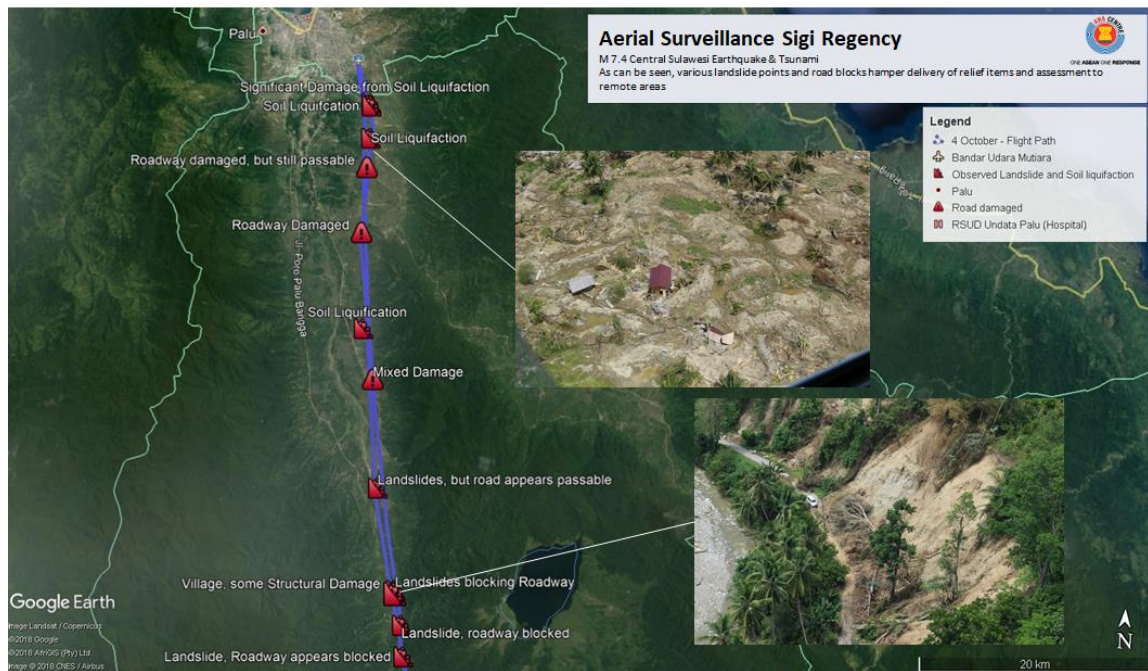 Aerial Surveillance Sigi Regency
M 7.4 Central Sulawesi Earthquake & Tsunami
As can be seen, various landslide points and road blocks hamper delivery of relief items and assessment to
remote areas
AHA CENTRE
ONE ASEAN ONE RESPONSE
Legend
4 October - Flight Path
Bandar Udara Mutiara
Observed Landslide and Soil liquifaction
Palu
Road damaged
RSUD Undata Palu (Hospital)
Palu
Significant Damage from Soil Liquifaction
Soil Liquifcation
Soil Liquifaction
Roadway damaged, but still passable
Roadway Damaged
Jl. Poro Palu Bangga
Soil Liquification
Mixed Damage
Landslides, but road appears passable
Village, some Structural Damage
Landslides blocking Roadway
Landslide, roadway blocked
Landslide, Roadway appears blocked
Google Earth
Image Landsat / Copernicus
©2018 Google
©2018 AfriGIS (Pty) Ltd.
Image © 2018 CNES / Airbus
N
20 km